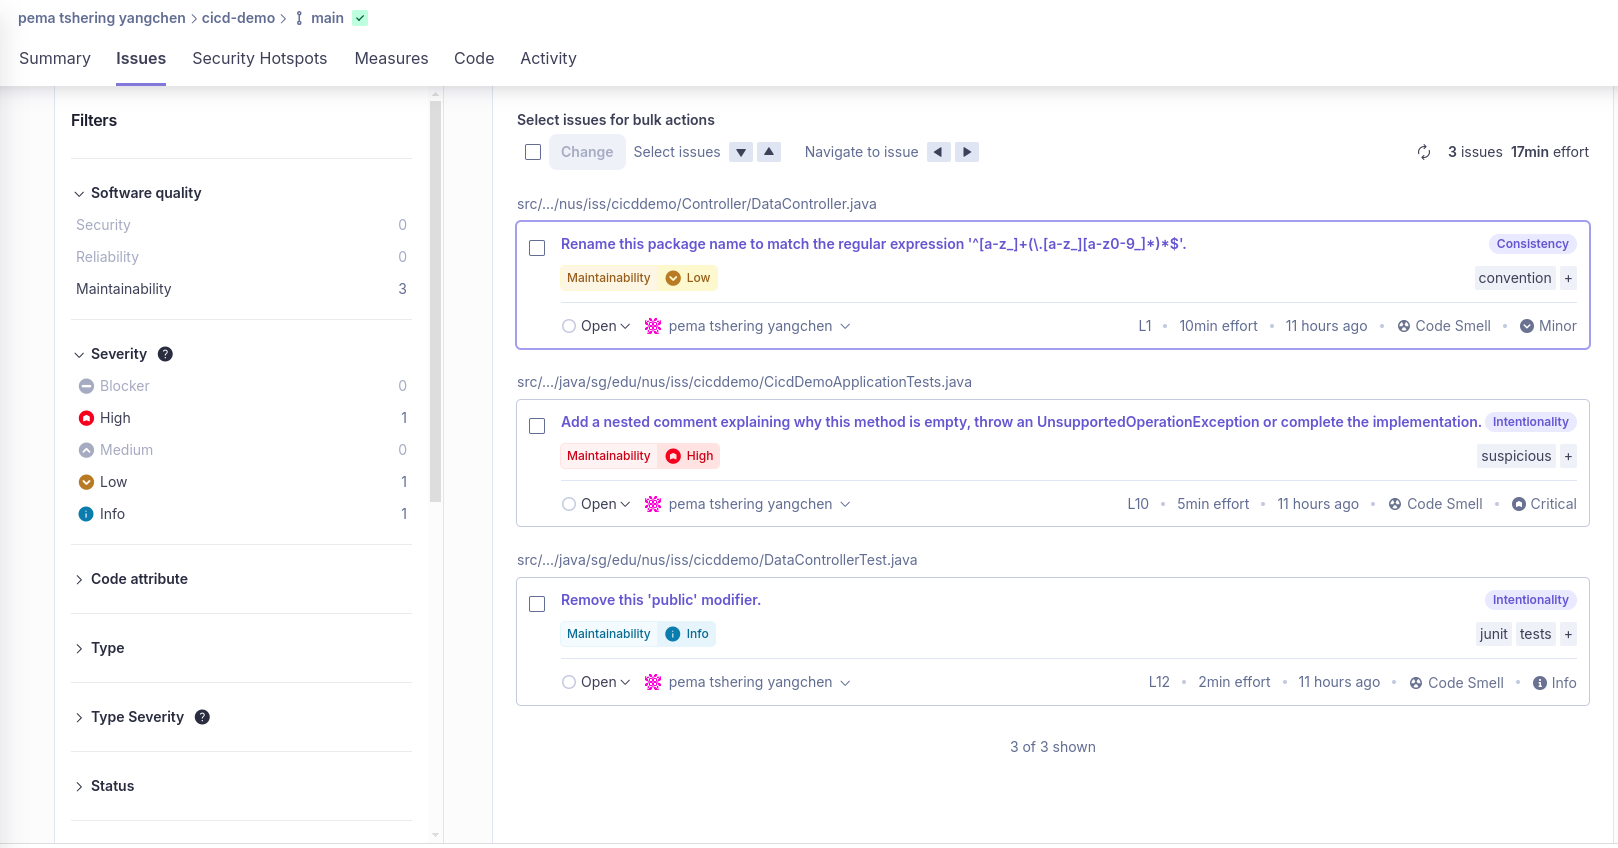 pema tshering yangchen > cicd-demo > main
Summary Issues Security Hotspots Measures Code Activity
Filters
Software quality
Security 0
Reliability 0
Maintainability 3
Severity ?
Blocker 0
High 1
Medium 0
Low 1
Info 1
Code attribute
Type
Type Severity ?
Status
Select issues for bulk actions
Change Select issues Navigate to issue 3 issues 17min effort
src/.../nus/iss/cicddemo/Controller/DataController.java
Rename this package name to match the regular expression '^[a-z_]+(\.[a-z_][a-z0-9_]*)*$'. Consistency
Maintainability Low convention +
Open pema tshering yangchen L1 • 10min effort • 11 hours ago • Code Smell • Minor
src/.../java/sg/edu/nus/iss/cicddemo/CicdDemoApplicationTests.java
Add a nested comment explaining why this method is empty, throw an UnsupportedOperationException or complete the implementation. Intentionality
Maintainability High suspicious +
Open pema tshering yangchen L10 • 5min effort • 11 hours ago • Code Smell • Critical
src/.../java/sg/edu/nus/iss/cicddemo/DataControllerTest.java
Remove this 'public' modifier. Intentionality
Maintainability Info junit tests +
Open pema tshering yangchen L12 • 2min effort • 11 hours ago • Code Smell • Info
3 of 3 shown